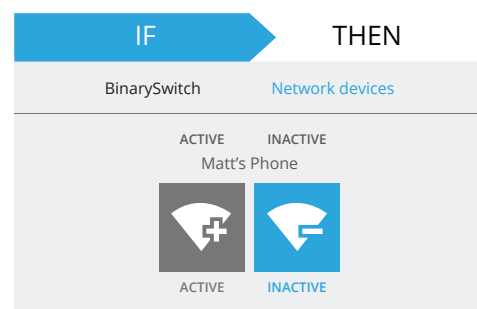 IF THEN
BinarySwitch Network devices
ACTIVE INACTIVE
Matt's Phone
ACTIVE INACTIVE